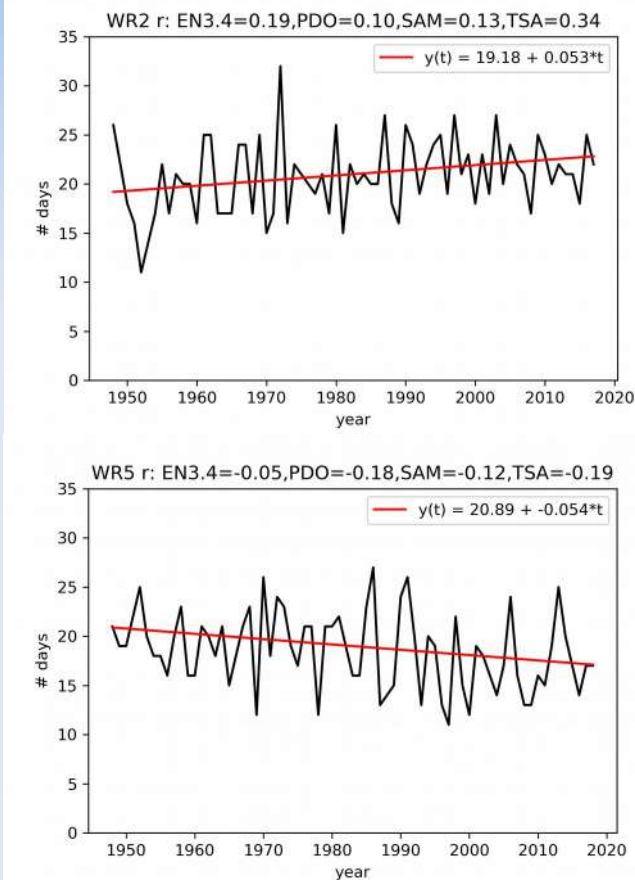 WR2 r: EN3.4=0.19,PDO=0.10,SAM=0.13,TSA=0.34
35
30
25
20
15
10
5
0
# days
y(t) = 19.18 + 0.053*t
1950 1960 1970 1980 1990 2000 2010 2020
year
WR5 r: EN3.4=-0.05,PDO=-0.18,SAM=-0.12,TSA=-0.19
35
30
25
20
15
10
5
0
# days
y(t) = 20.89 + -0.054*t
1950 1960 1970 1980 1990 2000 2010 2020
year